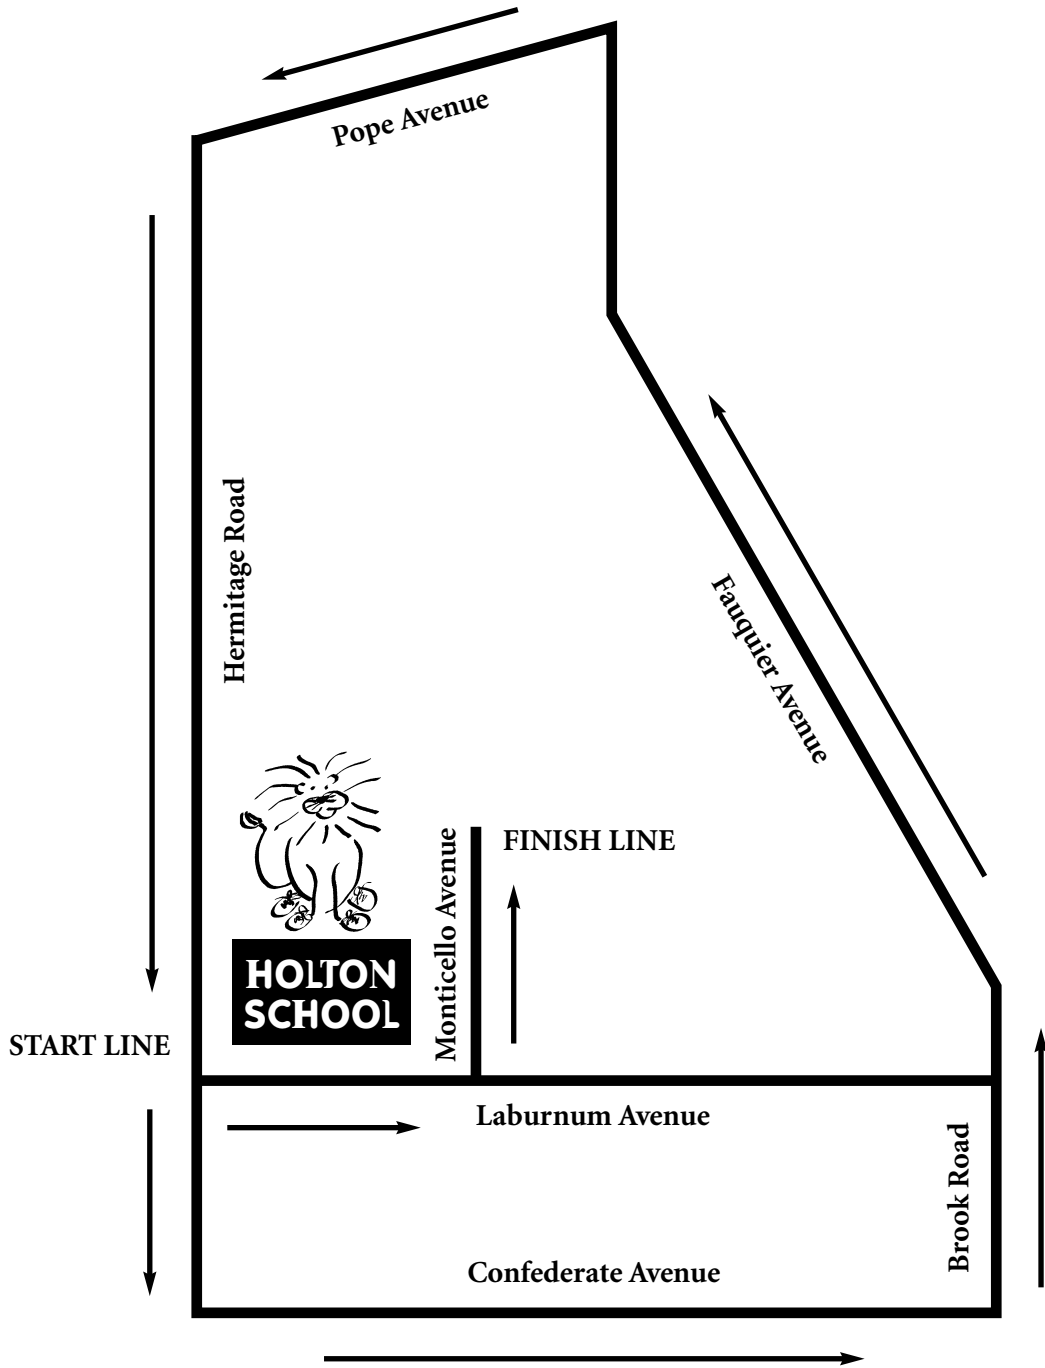 Pope Avenue
Hermitage Road
Fauquier Avenue
Monticello Avenue
FINISH LINE
HOLTON
SCHOOL
START LINE
Laburnum Avenue
Brook Road
Confederate Avenue